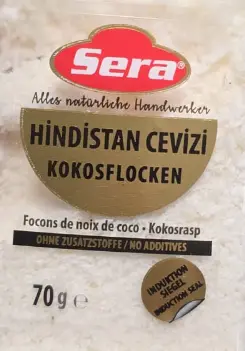 Sera®
Alles natürliche Handwerker
HİNDİSTAN CEVİZİ
KOKOSFLOCKEN
Focons de noix de coco • Kokosrasp
OHNE ZUSATZSTOFFE / NO ADDITIVES
INDUKTION
SIEGEL
INDUCTION SEAL
70 g ℮